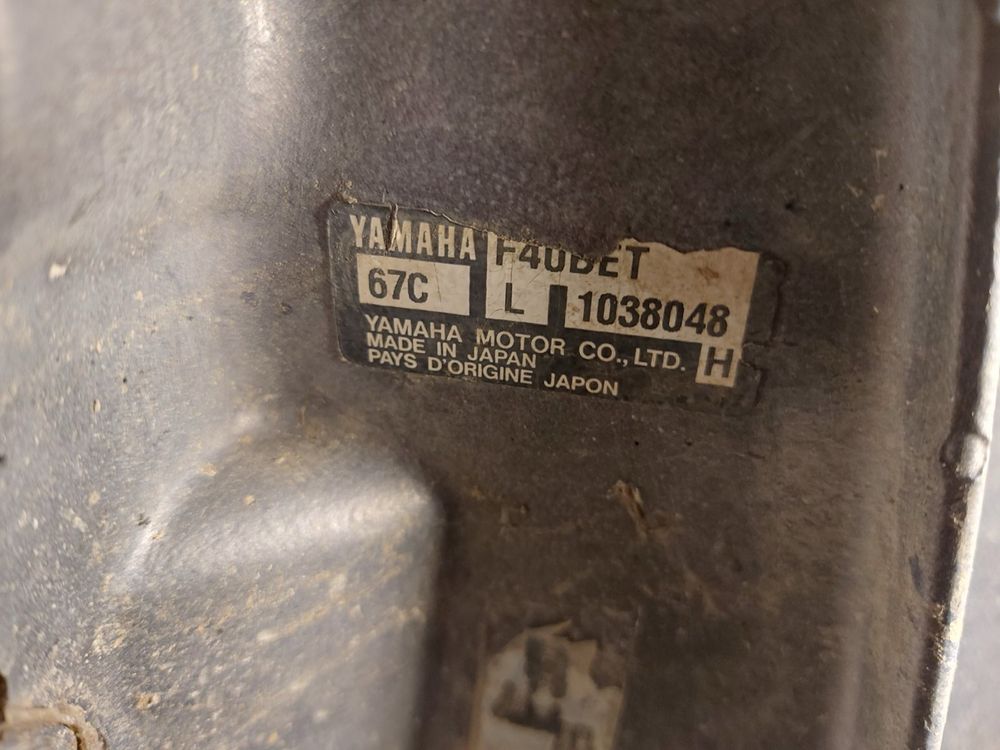 YAMAHA F40BET
67C L 1038048
YAMAHA MOTOR CO., LTD. H
MADE IN JAPAN
PAYS D'ORIGINE JAPON